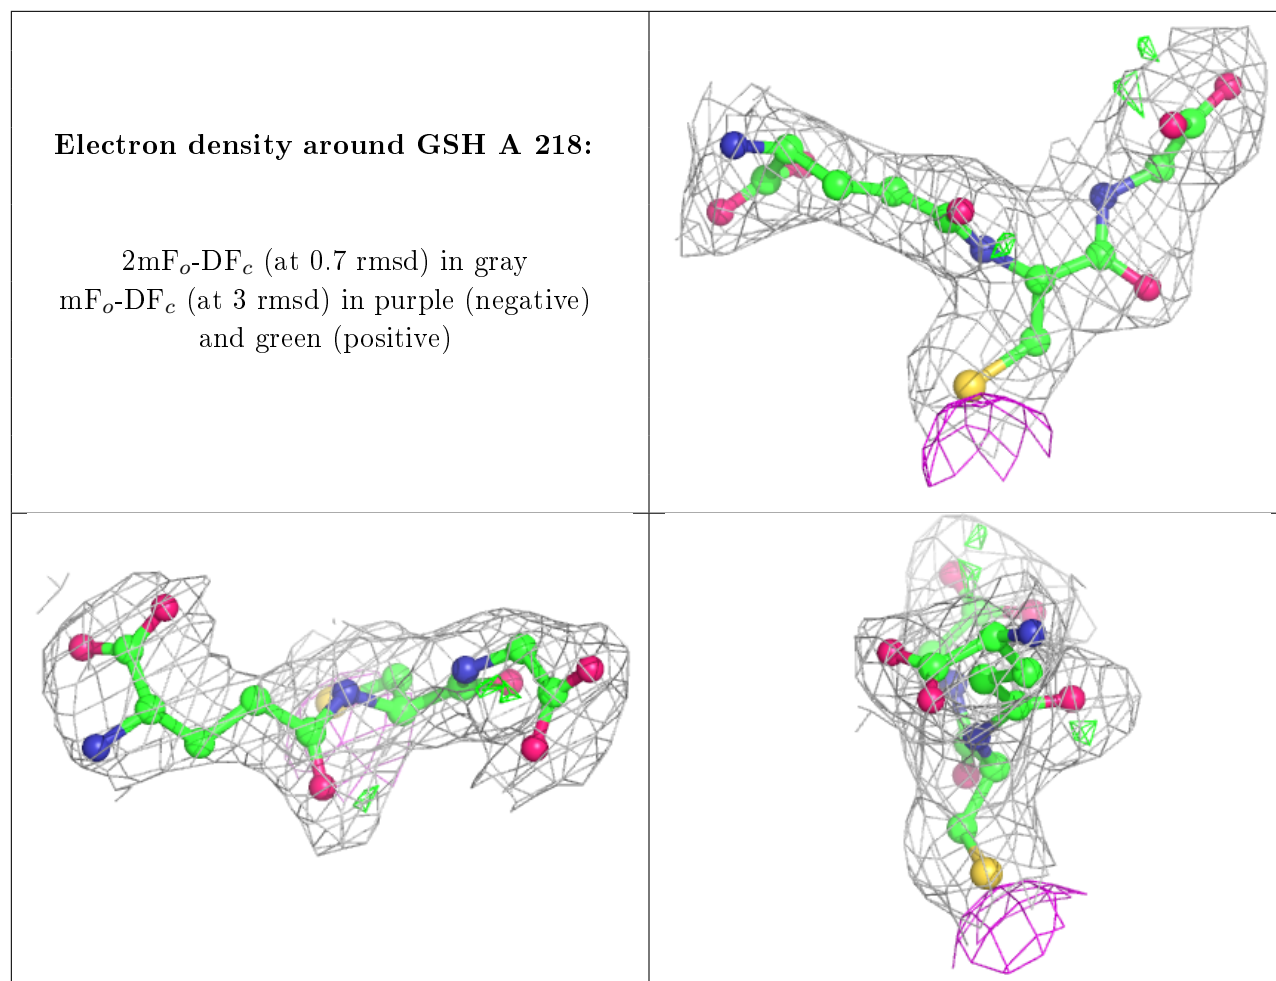 Electron density around GSH A 218:
2mFₒ-DF𝒸 (at 0.7 rmsd) in gray
mFₒ-DF𝒸 (at 3 rmsd) in purple (negative)
and green (positive)